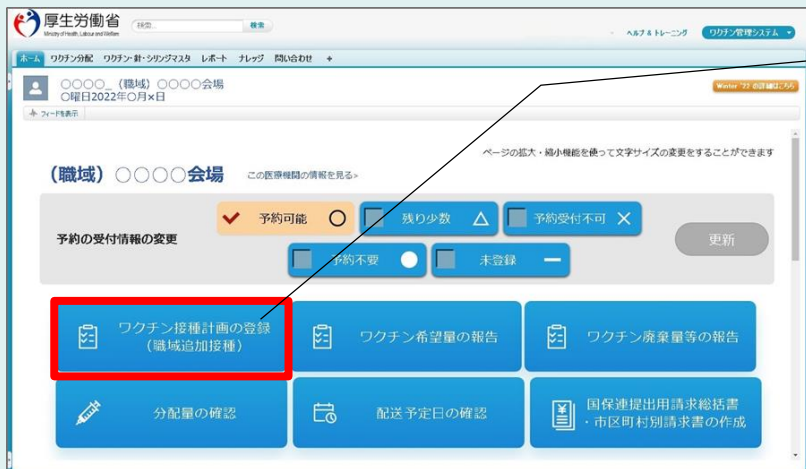 厚生労働省
Ministry of Health, Labour and Welfare
検索...
検索
ヘルプ & トレーニング
ワクチン管理システム
ホーム ワクチン分配 ワクチン・針・シリンジマスタ レポート ナレッジ 問い合わせ +
○○○○_(職域)○○○○会場
○曜日2022年○月×日
Winter '22 の詳細はこちら
フィードを表示
ページの拡大・縮小機能を使って文字サイズの変更をすることができます
(職域)○○○○会場
この医療機関の情報を見る>
予約の受付情報の変更
予約可能 ○
残り少数 △
予約受付不可 ×
予約不要 ●
未登録 ー
更新
ワクチン接種計画の登録
(職域追加接種)
ワクチン希望量の報告
ワクチン廃棄量等の報告
分配量の確認
配送予定日の確認
国保連提出用請求総括書
・市区町村別請求書の作成